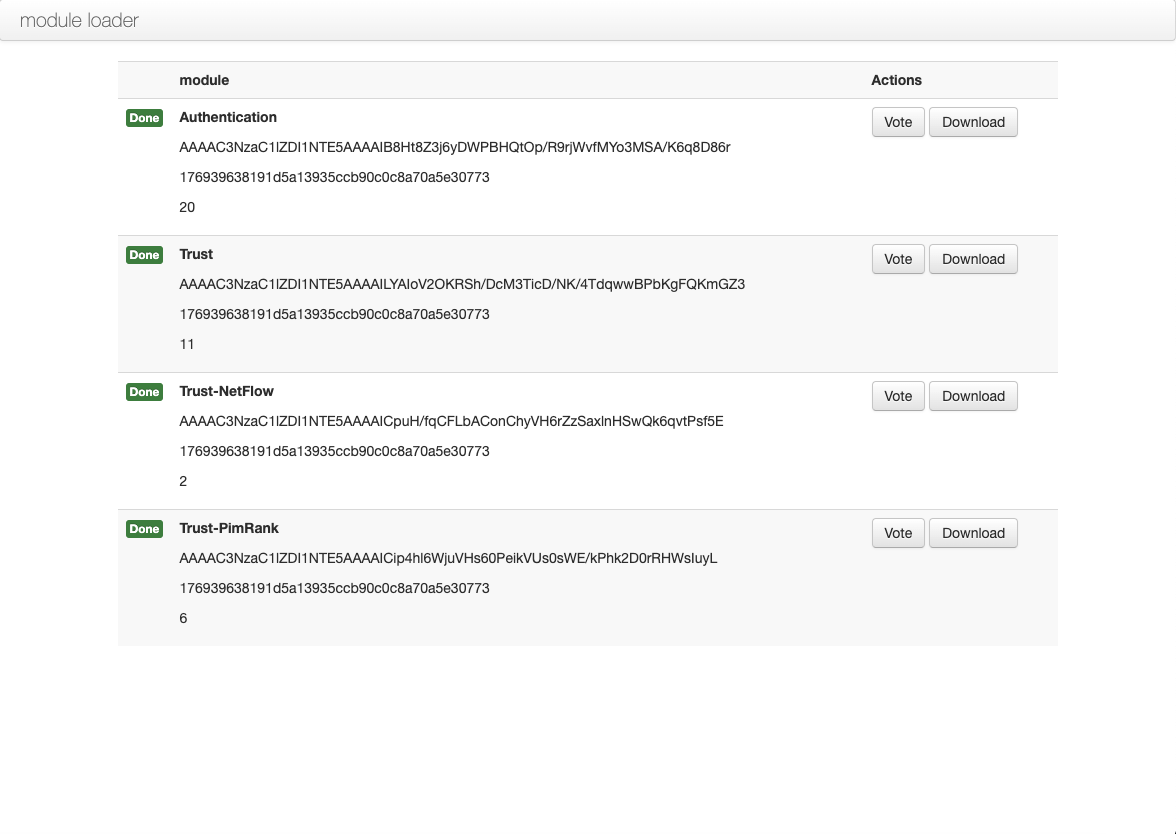 module loader
module Actions
Done Authentication Vote Download
AAAAC3NzaC1lZDI1NTE5AAAAIB8Ht8Z3j6yDWPBHQtOp/R9rjWvfMYo3MSA/K6q8D86r
176939638191d5a13935ccb90c0c8a70a5e30773
20
Done Trust Vote Download
AAAAC3NzaC1lZDI1NTE5AAAAILYAIoV2OKRSh/DcM3TicD/NK/4TdqwwBPbKgFQKmGZ3
176939638191d5a13935ccb90c0c8a70a5e30773
11
Done Trust-NetFlow Vote Download
AAAAC3NzaC1lZDI1NTE5AAAAICpuH/fqCFLbAConChyVH6rZzSaxlnHSwQk6qvtPsf5E
176939638191d5a13935ccb90c0c8a70a5e30773
2
Done Trust-PimRank Vote Download
AAAAC3NzaC1lZDI1NTE5AAAAICip4hl6WjuVHs60PeikVUs0sWE/kPhk2D0rRHWsIuyL
176939638191d5a13935ccb90c0c8a70a5e30773
6